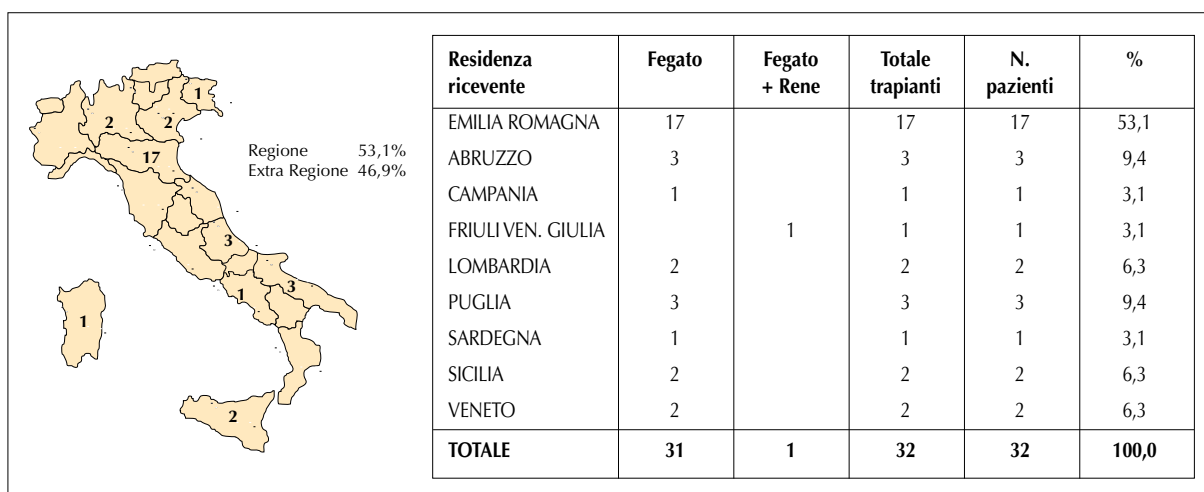 1
2
2
17
Regione 53,1%
Extra Regione 46,9%
3
3
1
1
2
Residenza ricevente Fegato Fegato + Rene Totale trapianti N. pazienti %
EMILIA ROMAGNA 17 17 17 53,1
ABRUZZO 3 3 3 9,4
CAMPANIA 1 1 1 3,1
FRIULI VEN. GIULIA 1 1 1 3,1
LOMBARDIA 2 2 2 6,3
PUGLIA 3 3 3 9,4
SARDEGNA 1 1 1 3,1
SICILIA 2 2 2 6,3
VENETO 2 2 2 6,3
TOTALE 31 1 32 32 100,0